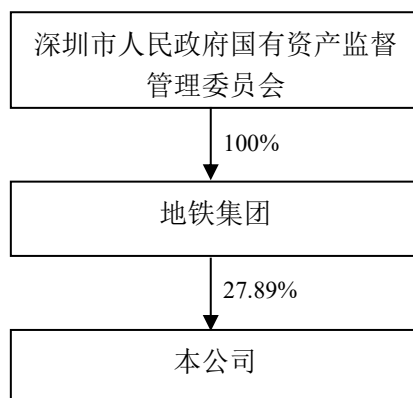 深圳市人民政府国有资产监督
管理委员会
100%
地铁集团
27.89%
本公司